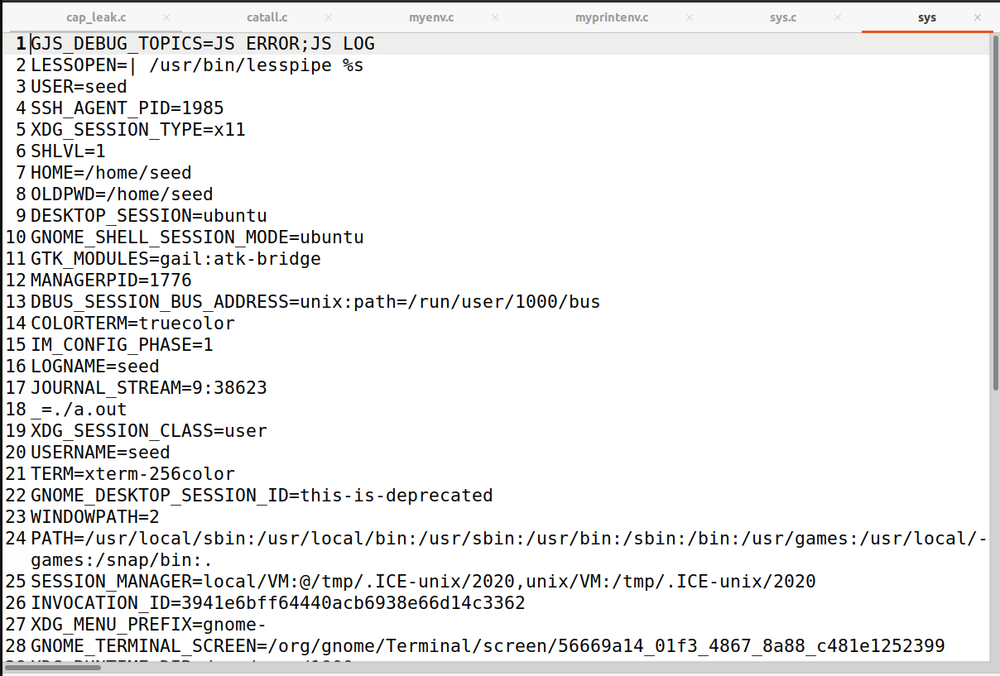 cap_leak.c × catall.c × myenv.c × myprintenv.c × sys.c × sys ×
1 GJS_DEBUG_TOPICS=JS ERROR;JS LOG
2 LESSOPEN=| /usr/bin/lesspipe %s
3 USER=seed
4 SSH_AGENT_PID=1985
5 XDG_SESSION_TYPE=x11
6 SHLVL=1
7 HOME=/home/seed
8 OLDPWD=/home/seed
9 DESKTOP_SESSION=ubuntu
10 GNOME_SHELL_SESSION_MODE=ubuntu
11 GTK_MODULES=gail:atk-bridge
12 MANAGERPID=1776
13 DBUS_SESSION_BUS_ADDRESS=unix:path=/run/user/1000/bus
14 COLORTERM=truecolor
15 IM_CONFIG_PHASE=1
16 LOGNAME=seed
17 JOURNAL_STREAM=9:38623
18 _=./a.out
19 XDG_SESSION_CLASS=user
20 USERNAME=seed
21 TERM=xterm-256color
22 GNOME_DESKTOP_SESSION_ID=this-is-deprecated
23 WINDOWPATH=2
24 PATH=/usr/local/sbin:/usr/local/bin:/usr/sbin:/usr/bin:/sbin:/bin:/usr/games:/usr/local/-
games:/snap/bin:.
25 SESSION_MANAGER=local/VM:@/tmp/.ICE-unix/2020,unix/VM:/tmp/.ICE-unix/2020
26 INVOCATION_ID=3941e6bff64440acb6938e66d14c3362
27 XDG_MENU_PREFIX=gnome-
28 GNOME_TERMINAL_SCREEN=/org/gnome/Terminal/screen/56669a14_01f3_4867_8a88_c481e1252399